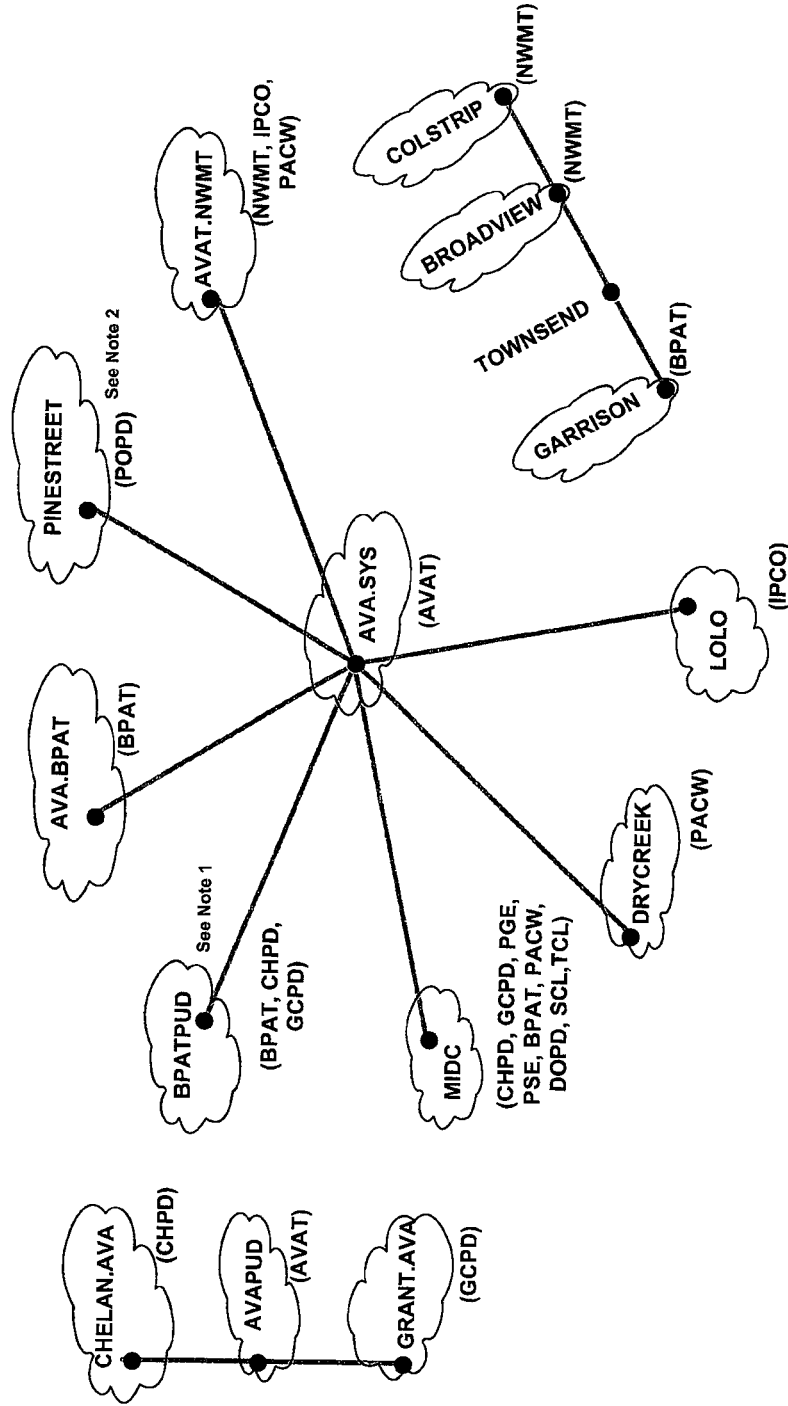 CHELAN.AVA
(CHPD)
AVAPUD
(AVAT)
GRANT.AVA
(GCPD)
BPATPUD
See Note 1
(BPAT, CHPD,
GCPD)
MIDC
(CHPD, GCPD, PGE,
PSE, BPAT, PACW,
DOPD, SCL,TCL)
AVA.BPAT
(BPAT)
DRYCREEK
(PACW)
PINESTREET
See Note 2
(POPD)
AVA.SYS
(AVAT)
LOLO
(IPCO)
AVAT.NWMT
(NWMT, IPCO,
PACW)
GARRISON
(BPAT)
TOWNSEND
BROADVIEW
(NWMT)
COLSTRIP
(NWMT)